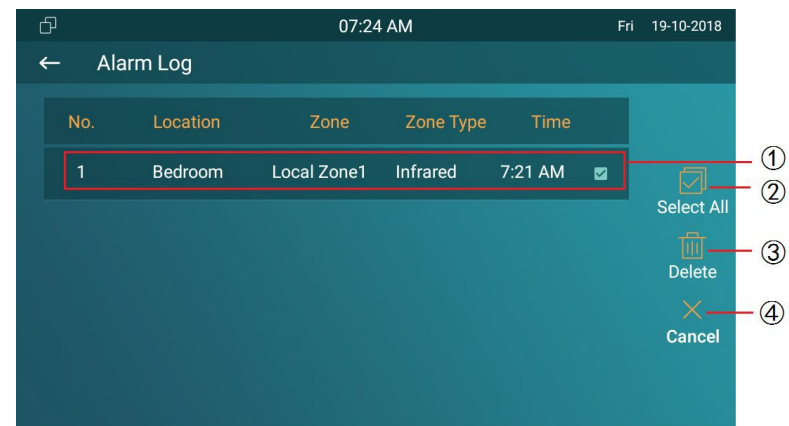 07:24 AM Fri 19-10-2018
Alarm Log
No. Location Zone Zone Type Time
1 Bedroom Local Zone1 Infrared 7:21 AM
①
②
Select All
③
Delete
④
Cancel